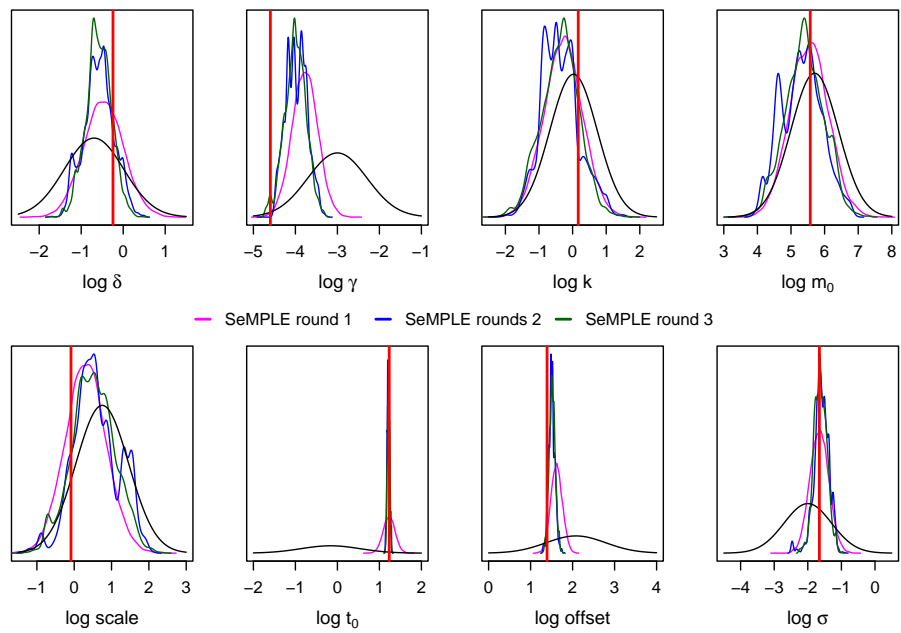 −2 −1 0 1
log δ
−5 −4 −3 −2 −1
log γ
−2 −1 0 1 2
log k
3 4 5 6 7 8
log m₀
SeMPLE round 1 SeMPLE rounds 2 SeMPLE round 3
−1 0 1 2 3
log scale
−2 −1 0 1 2
log t₀
0 1 2 3 4
log offset
−4 −3 −2 −1 0
log σ